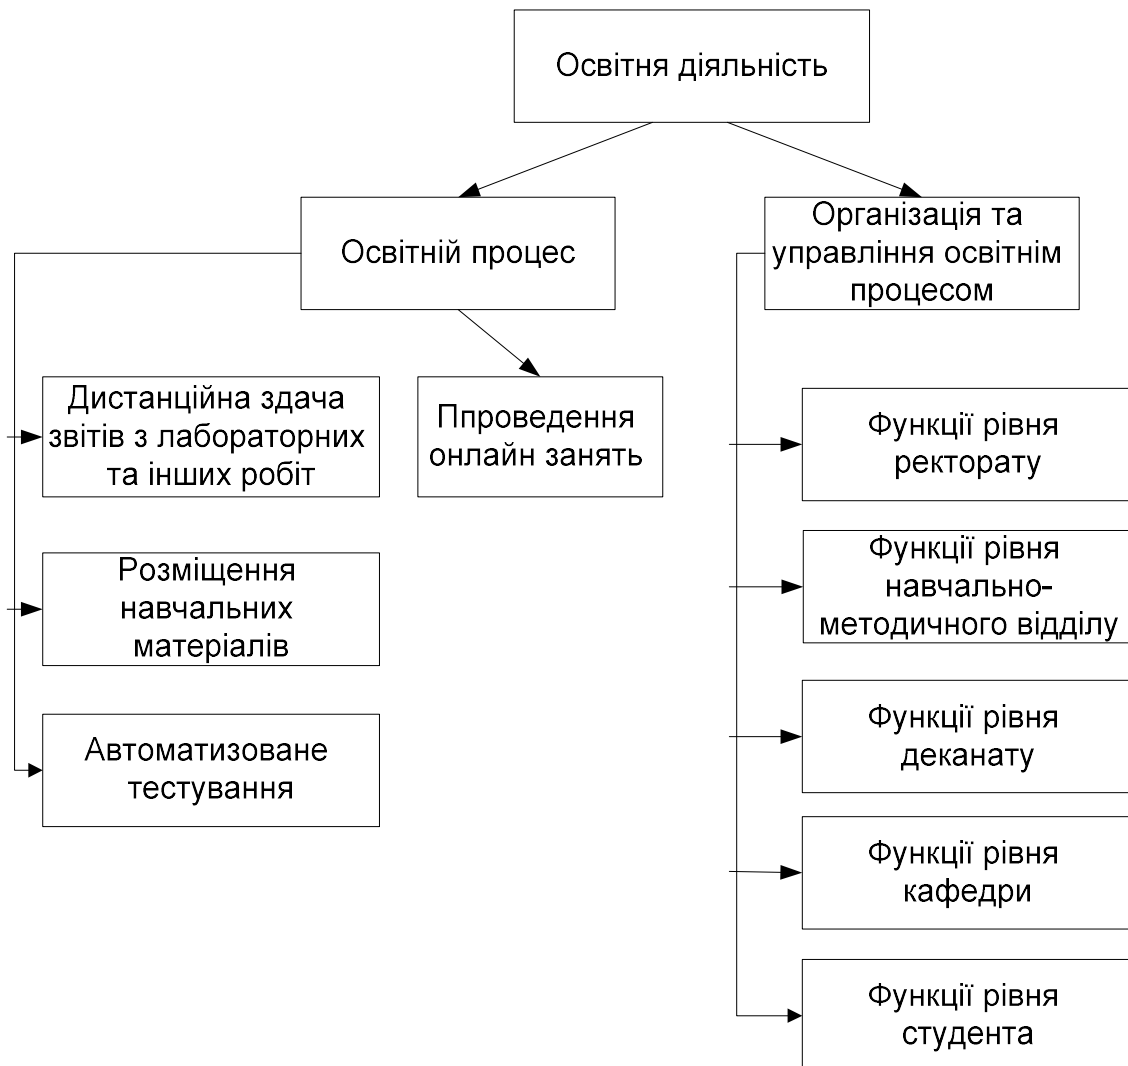 Освітня діяльність
Освітній процес
Організація та
управління освітнім
процесом
Дистанційна здача
звітів з лабораторних
та інших робіт
Ппроведення
онлайн занять
Розміщення
навчальних
матеріалів
Автоматизоване
тестування
Функції рівня
ректорату
Функції рівня
навчально-
методичного відділу
Функції рівня
деканату
Функції рівня
кафедри
Функції рівня
студента